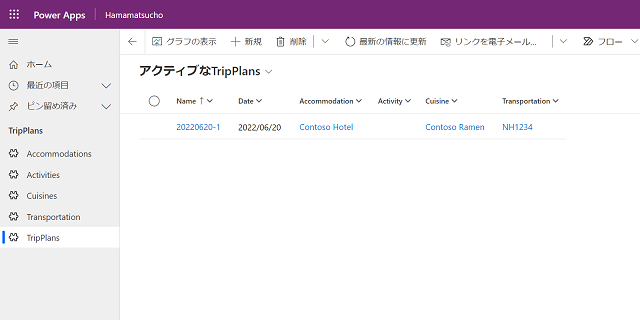 Power Apps Hamamatsucho
グラフの表示 新規 削除 最新の情報に更新 リンクを電子メール... フロー
ホーム
最近の項目
ピン留め済み
TripPlans
Accommodations
Activities
Cuisines
Transportation
TripPlans
アクティブなTripPlans
Name ↑ Date Accommodation Activity Cuisine Transportation
20220620-1 2022/06/20 Contoso Hotel Contoso Ramen NH1234